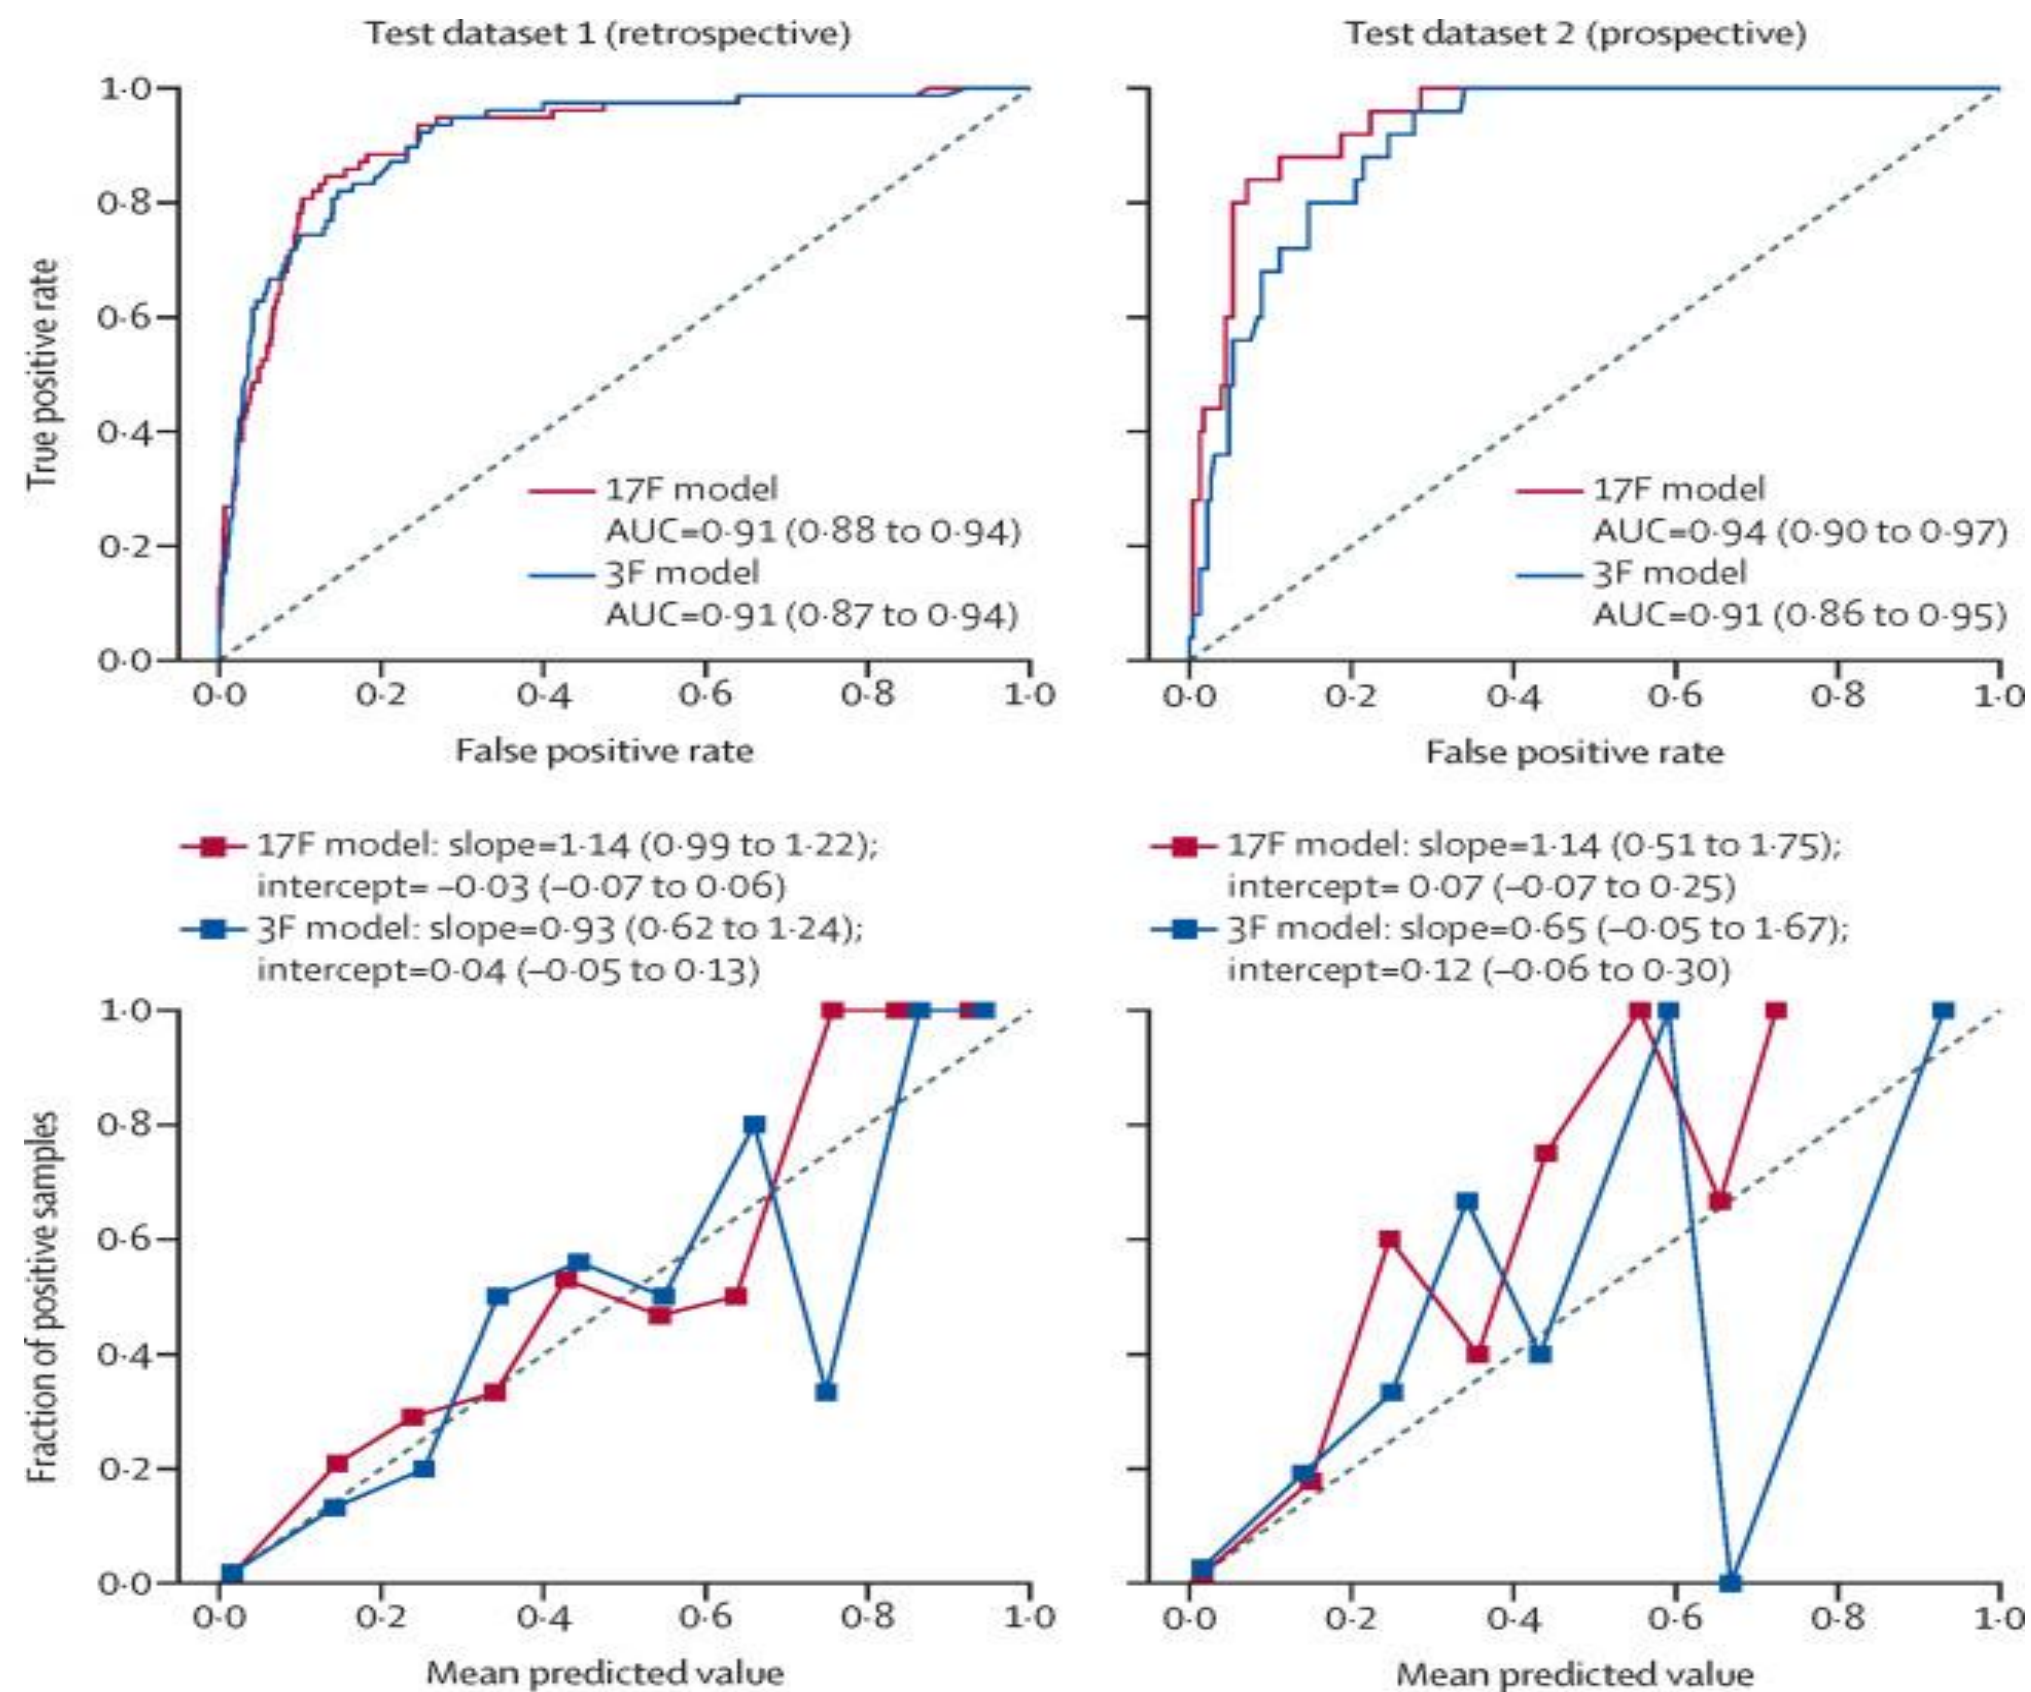 Test dataset 1 (retrospective)
Test dataset 2 (prospective)
True positive rate
1·0
0·8
0·6
0·4
0·2
0·0
17F model
AUC=0·91 (0·88 to 0·94)
3F model
AUC=0·91 (0·87 to 0·94)
0·0 0·2 0·4 0·6 0·8 1·0
False positive rate
17F model
AUC=0·94 (0·90 to 0·97)
3F model
AUC=0·91 (0·86 to 0·95)
0·0 0·2 0·4 0·6 0·8 1·0
False positive rate
17F model: slope=1·14 (0·99 to 1·22);
intercept= –0·03 (–0·07 to 0·06)
3F model: slope=0·93 (0·62 to 1·24);
intercept=0·04 (–0·05 to 0·13)
17F model: slope=1·14 (0·51 to 1·75);
intercept= 0·07 (–0·07 to 0·25)
3F model: slope=0·65 (–0·05 to 1·67);
intercept=0·12 (–0·06 to 0·30)
Fraction of positive samples
1·0
0·8
0·6
0·4
0·2
0·0
0·0 0·2 0·4 0·6 0·8 1·0
Mean predicted value
0·0 0·2 0·4 0·6 0·8 1·0
Mean predicted value